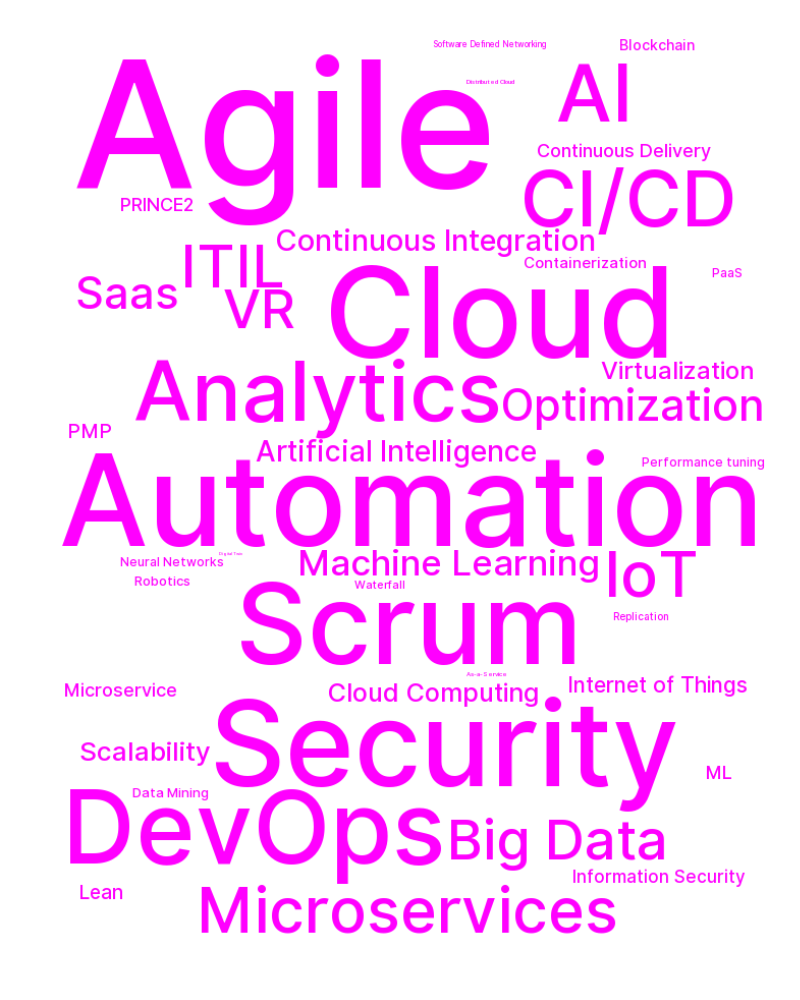 Software Defined Networking
Blockchain
Agile
AI
Distributed Cloud
Continuous Delivery
CI/CD
PRINCE2
Continuous Integration
ITIL
Containerization
PaaS
Saas
VR
Cloud
Virtualization
Analytics
Optimization
PMP
Artificial Intelligence
Performance tuning
Automation
Neural Networks
Machine Learning
IoT
Robotics
Waterfall
Scrum
Replication
As-a-Service
Microservice
Cloud Computing
Internet of Things
Security
Scalability
ML
Data Mining
DevOps
Big Data
Information Security
Lean
Microservices